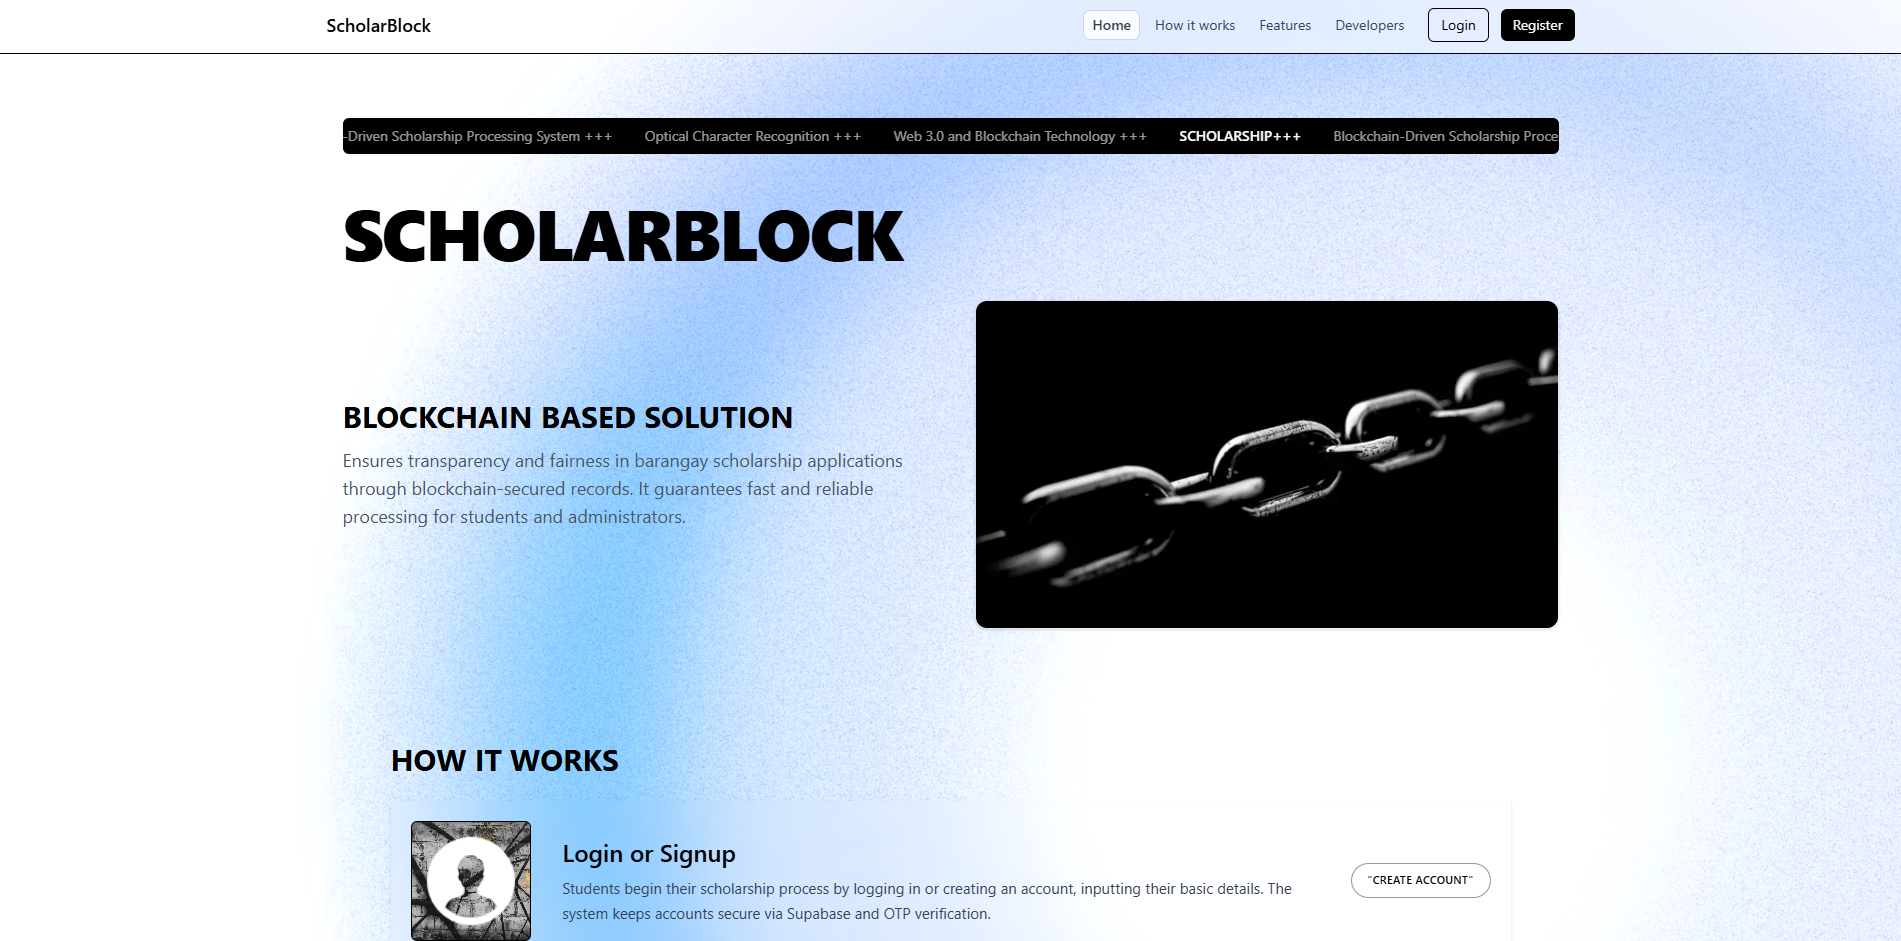 ScholarBlock
Home How it works Features Developers Login Register
-Driven Scholarship Processing System +++ Optical Character Recognition +++ Web 3.0 and Blockchain Technology +++ SCHOLARSHIP+++ Blockchain-Driven Scholarship Proce
SCHOLARBLOCK
BLOCKCHAIN BASED SOLUTION
Ensures transparency and fairness in barangay scholarship applications
through blockchain-secured records. It guarantees fast and reliable
processing for students and administrators.
HOW IT WORKS
Login or Signup
Students begin their scholarship process by logging in or creating an account, inputting their basic details. The
system keeps accounts secure via Supabase and OTP verification.
"CREATE ACCOUNT"